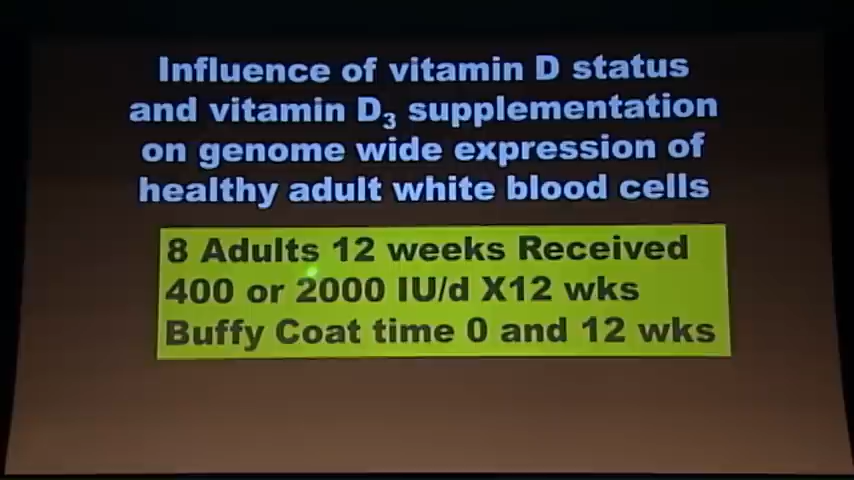 Influence of vitamin D status
and vitamin D₃ supplementation
on genome wide expression of
healthy adult white blood cells
8 Adults 12 weeks Received
400 or 2000 IU/d X12 wks
Buffy Coat time 0 and 12 wks